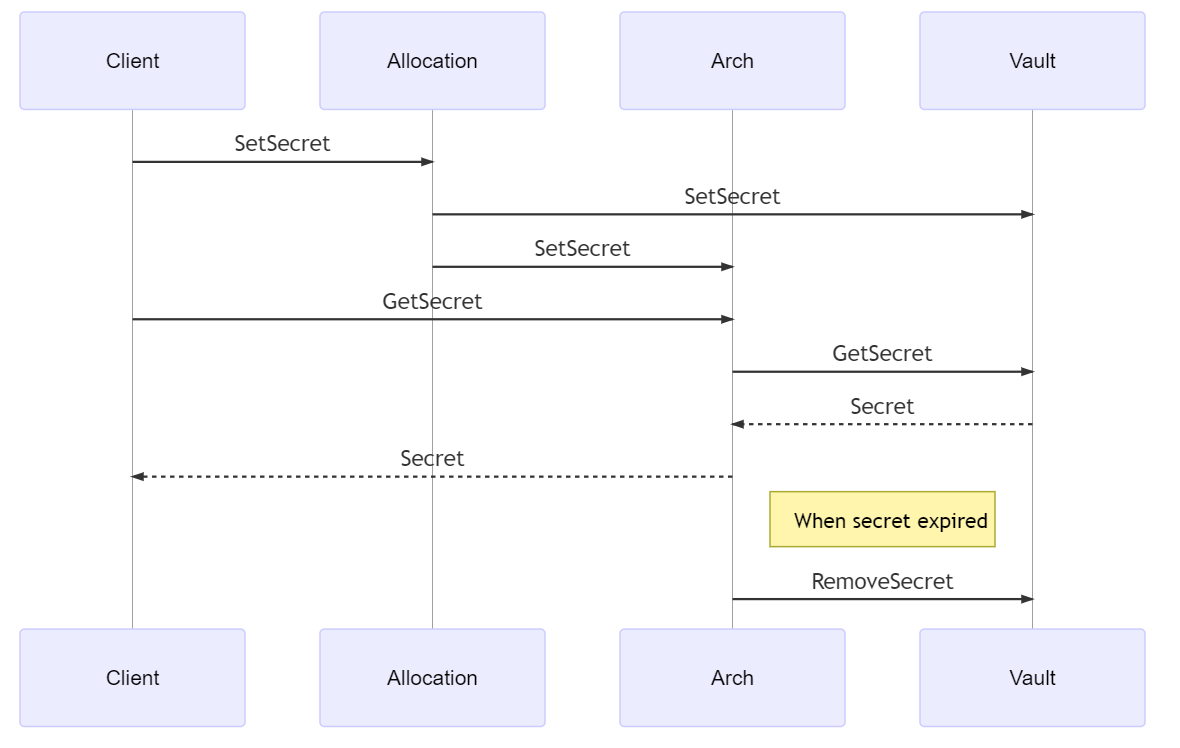 Client
Allocation
Arch
Vault
SetSecret
SetSecret
SetSecret
GetSecret
GetSecret
Secret
Secret
When secret expired
RemoveSecret
Client
Allocation
Arch
Vault